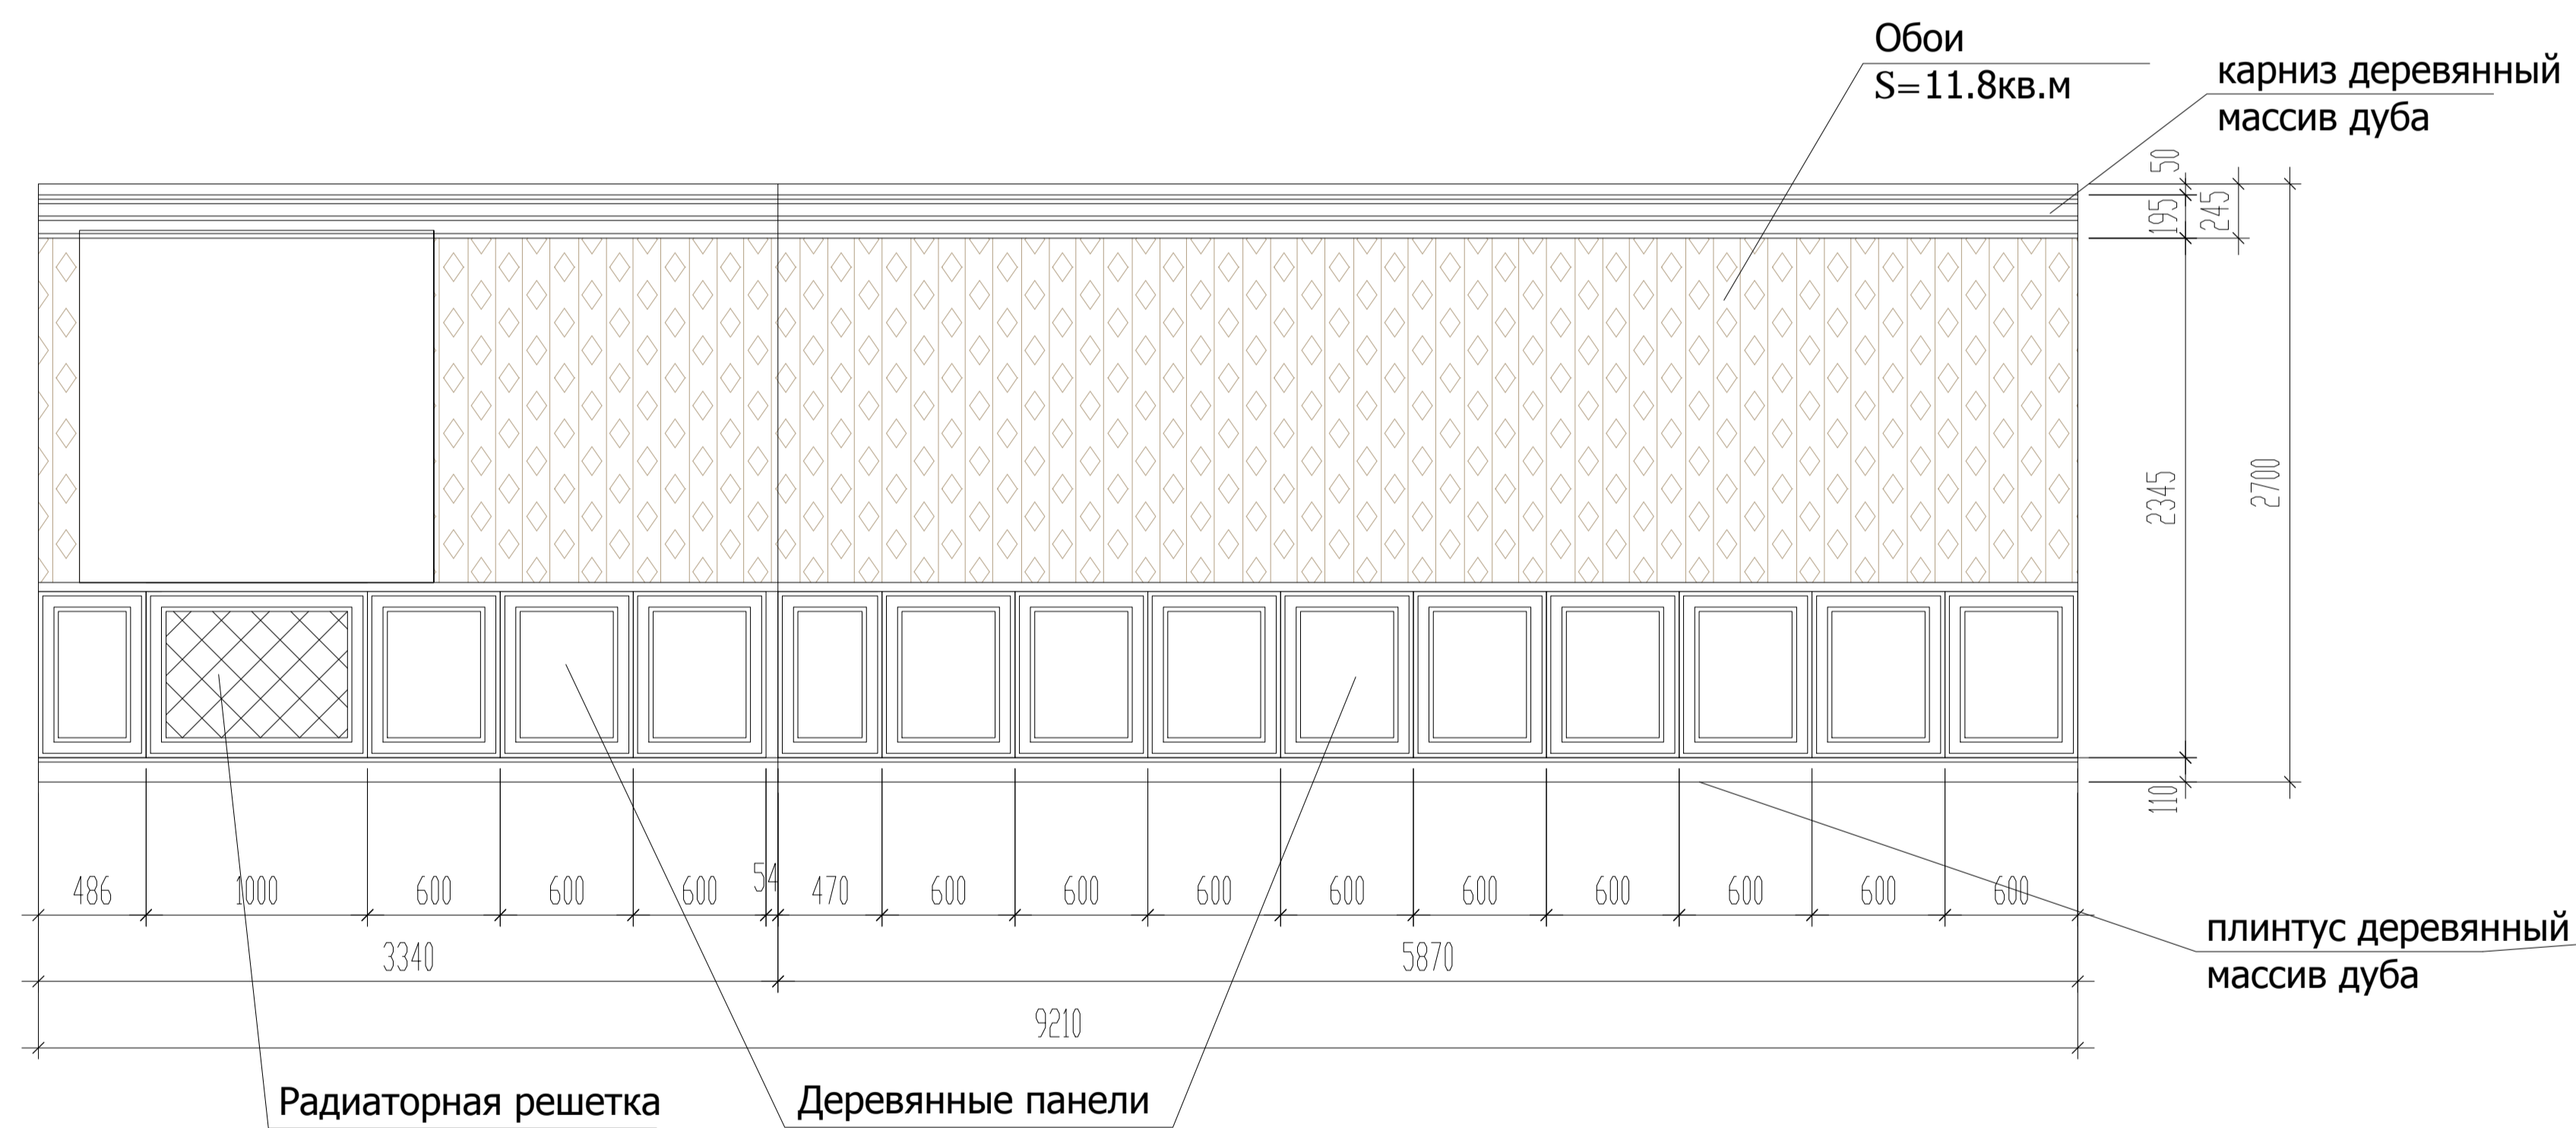 Обои
S=11.8кв.м
карниз деревянный
массив дуба
50
195
245
2345
2700
110
486 1000 600 600 600 54 470 600 600 600 600 600 600 600 600 600
3340 5870
9210
плинтус деревянный
массив дуба
Радиаторная решетка
Деревянные панели